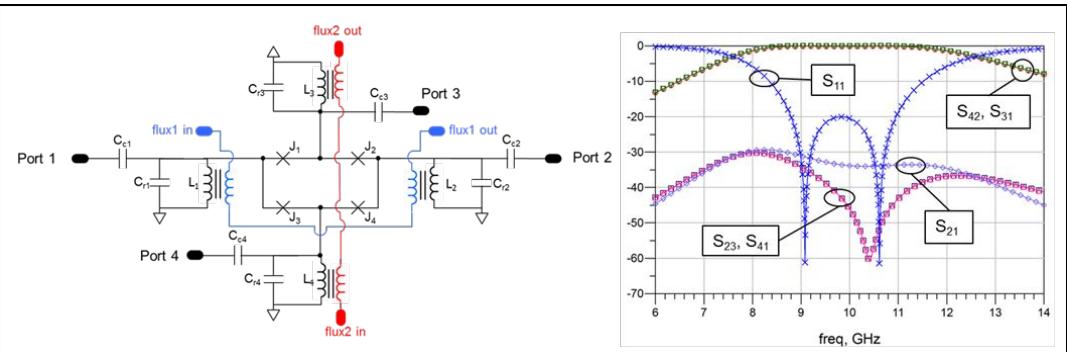 flux2 out
Cr3
L3
Cc3
Port 3
flux1 in
flux1 out
Cc1
J1
J2
Cc2
Port 1
Port 2
Cr1
L1
L2
Cr2
J3
J4
Cc4
Port 4
Cr4
flux2 in
0
-10
-20
-30
-40
-50
-60
-70
S11
S42, S31
S23, S41
S21
6 7 8 9 10 11 12 13 14
freq, GHz